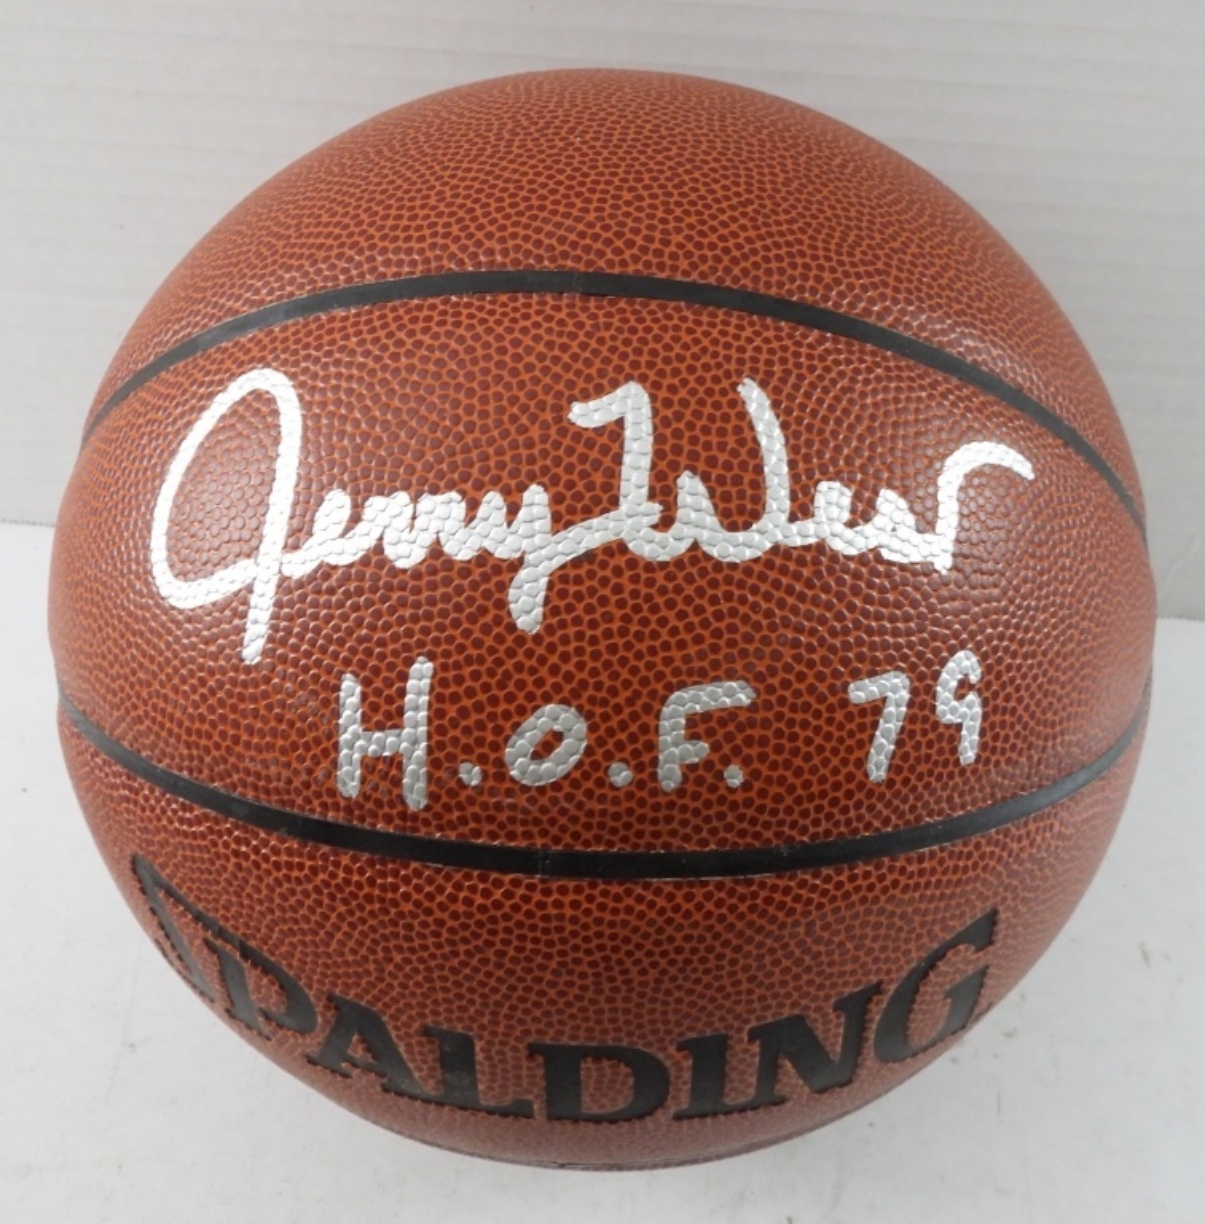 Jerry West
H.O.F. 79
SPALDING